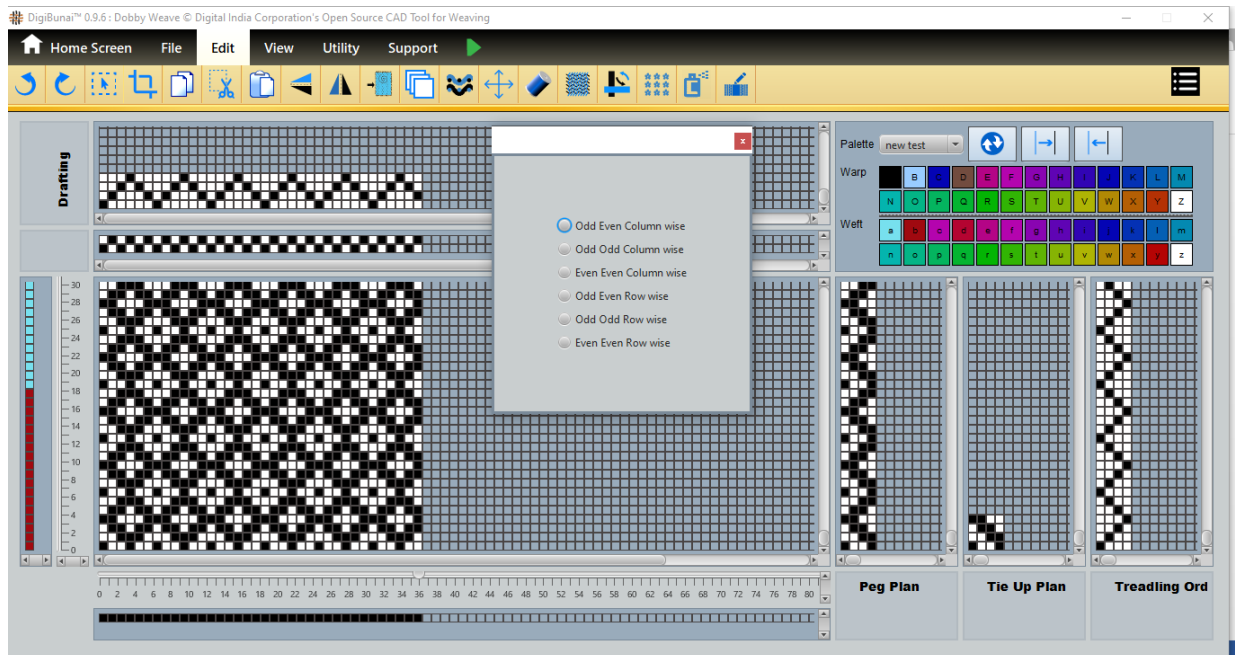 DigiBunai™ 0.9.6 : Dobby Weave © Digital India Corporation's Open Source CAD Tool for Weaving
Home Screen File Edit View Utility Support
Drafting
Palette new test
Warp B C D E F G H I J K L M
N O P Q R S T U V W X Y Z
Weft a b c d e f g h i j k l m
n o p q r s t u v w x y z
Odd Even Column wise
Odd Odd Column wise
Even Even Column wise
Odd Even Row wise
Odd Odd Row wise
Even Even Row wise
30
28
26
24
22
20
18
16
14
12
10
8
6
4
2
0
0 2 4 6 8 10 12 14 16 18 20 22 24 26 28 30 32 34 36 38 40 42 44 46 48 50 52 54 56 58 60 62 64 66 68 70 72 74 76 78 80
Peg Plan Tie Up Plan Treadling Ord